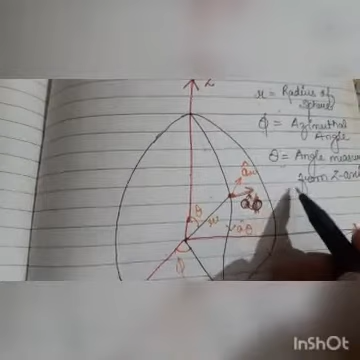 Z
r = Radius of
Sphere
ϕ = Azimuthal
Angle
θ = Angle measu
from Z-axi
θ
r
ϕ
InShOt